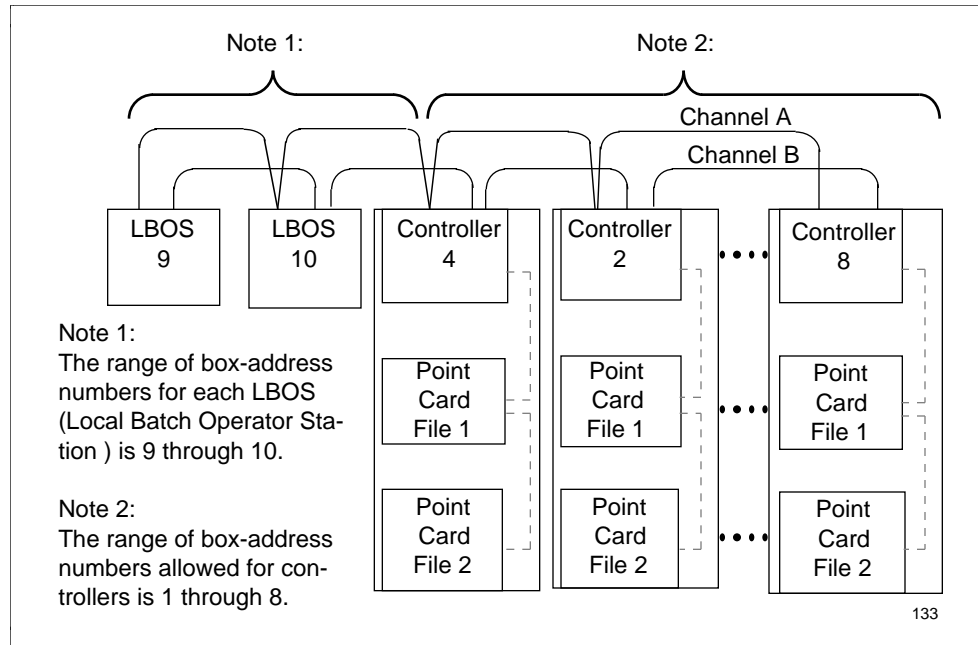 Note 1:
Note 2:
Channel A
Channel B
LBOS
9
LBOS
10
Controller
4
Controller
2
Controller
8
Point
Card
File 1
Point
Card
File 1
Point
Card
File 1
Point
Card
File 2
Point
Card
File 2
Point
Card
File 2
Note 1:
The range of box-address
numbers for each LBOS
(Local Batch Operator Sta-
tion ) is 9 through 10.
Note 2:
The range of box-address
numbers allowed for con-
trollers is 1 through 8.
133